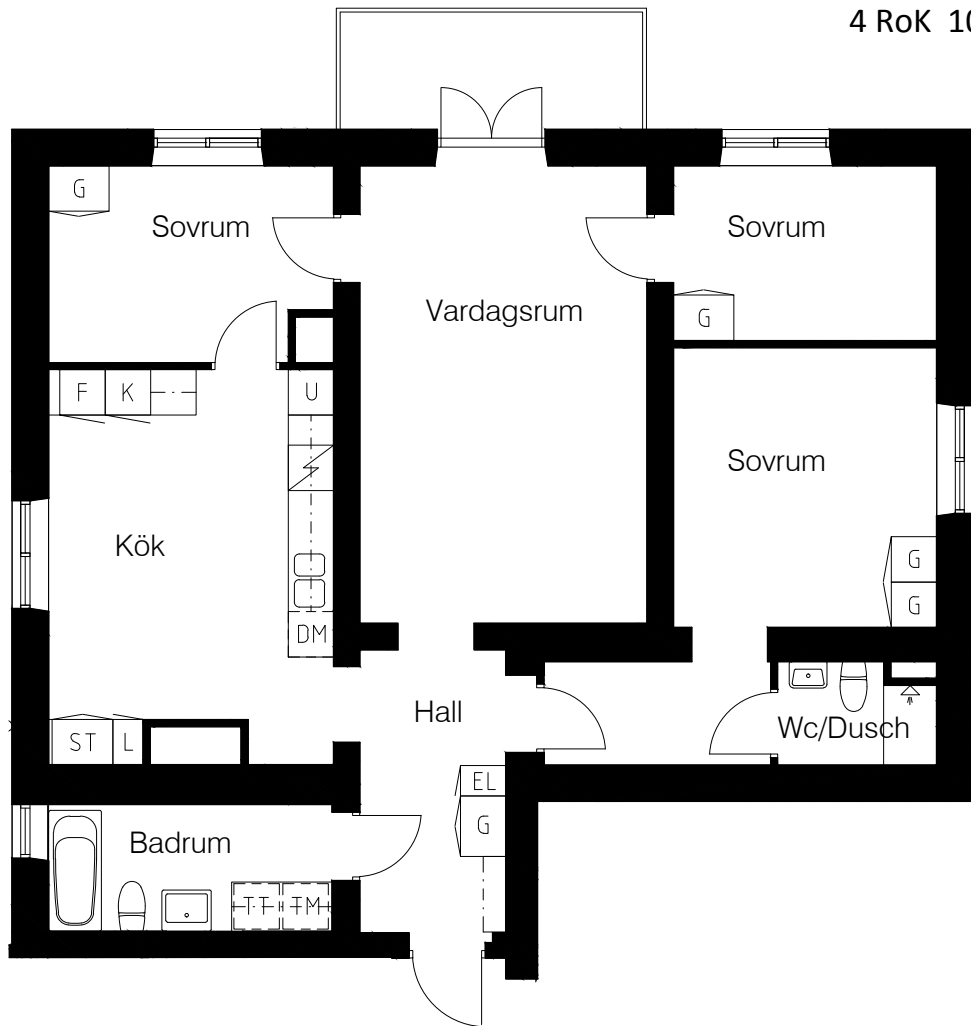 4 RoK 10
G
Sovrum
Sovrum
Vardagsrum
G
F K
U
Sovrum
Kök
G
G
DM
Hall
ST L
Wc/Dusch
EL
G
Badrum
TT TM